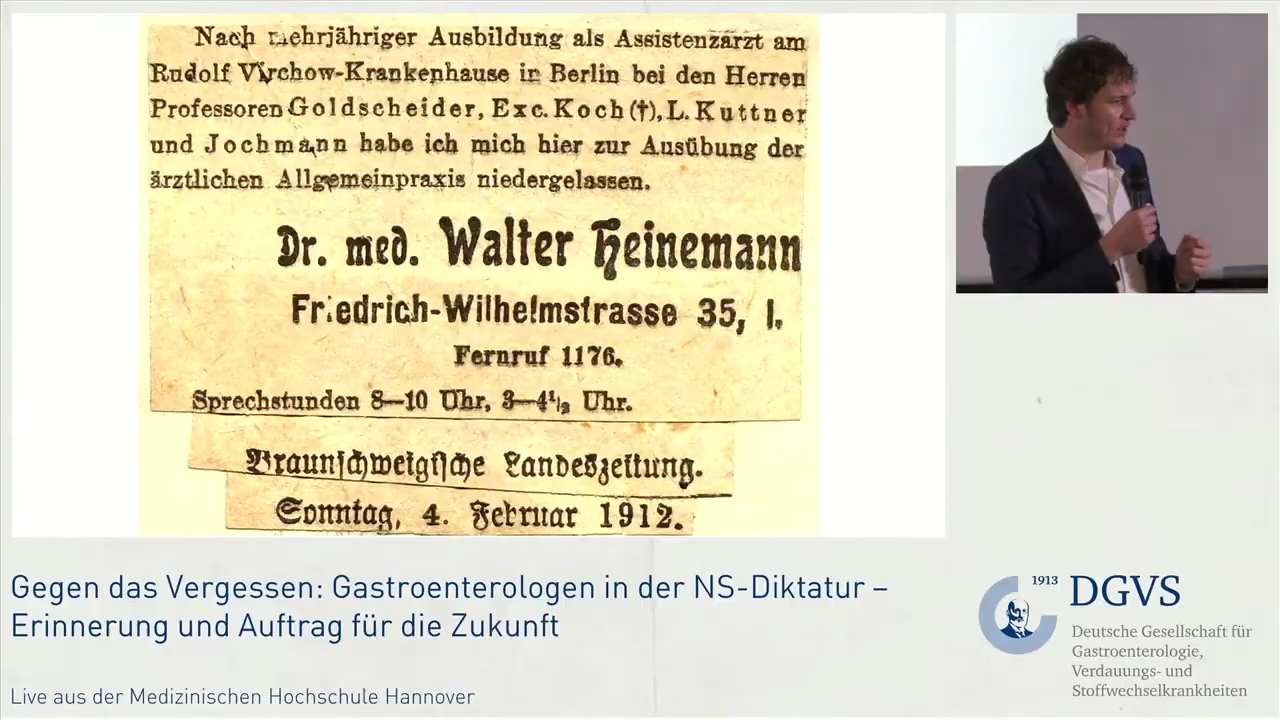 Nach mehrjähriger Ausbildung als Assistenzarzt am
Rudolf Virchow-Krankenhause in Berlin bei den Herren
Professoren Goldscheider, Exc. Koch (†), L. Kuttner
und Jochmann habe ich mich hier zur Ausübung der
ärztlichen Allgemeinpraxis niedergelassen.
Dr. med. Walter Heinemann
Friedrich-Wilhelmstrasse 35, I.
Fernruf 1176.
Sprechstunden 8—10 Uhr, 3—4½ Uhr.
Braunschweigische Landeszeitung.
Sonntag, 4. Februar 1912.
Gegen das Vergessen: Gastroenterologen in der NS-Diktatur –
Erinnerung und Auftrag für die Zukunft
Live aus der Medizinischen Hochschule Hannover
1913 DGVS
Deutsche Gesellschaft für
Gastroenterologie,
Verdauungs- und
Stoffwechselkrankheiten